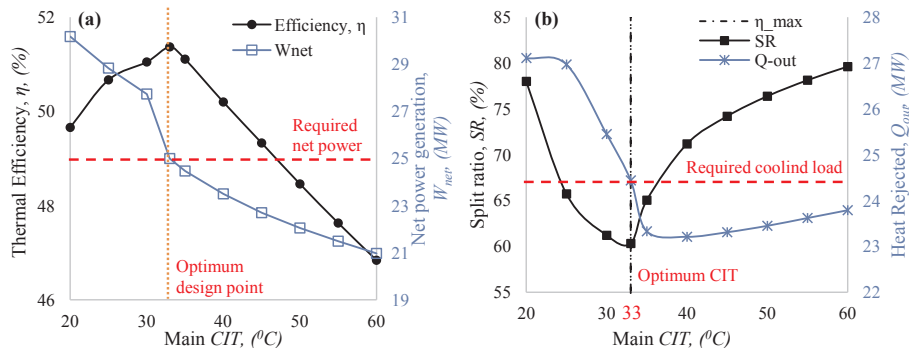 (a)
Efficiency, η
Wnet
51
46
20
30
40
50
60
31
29
27
25
23
21
19
Thermal Efficiency, η, (%)
Net power generation,
Wnet, (MW)
Required
net power
Optimum
design point
Main CIT, (⁰C)
(b)
η_max
SR
Q-out
85
80
75
70
65
60
55
20
30
33
40
50
60
28
27
26
25
24
23
22
Split ratio, SR, (%)
Heat Rejected, Qout, (MW)
Required coolind load
Optimum CIT
Main CIT, (⁰C)